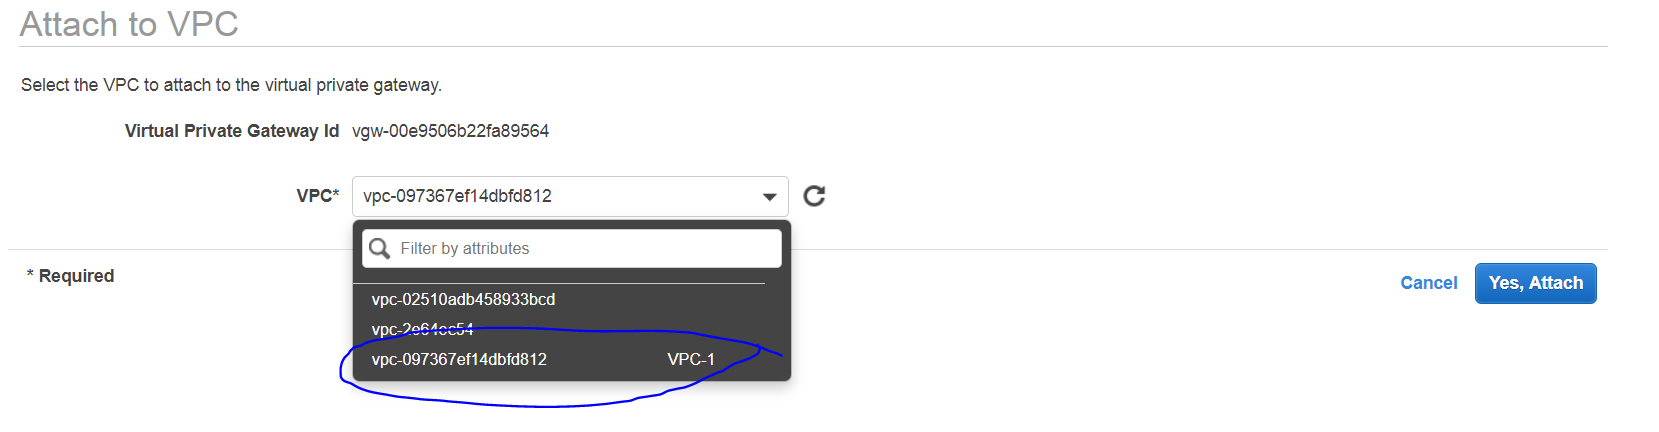 Attach to VPC
Select the VPC to attach to the virtual private gateway.
Virtual Private Gateway Id vgw-00e9506b22fa89564
VPC* vpc-097367ef14dbfd812
Filter by attributes
* Required
Cancel Yes, Attach
vpc-02510adb458933bcd
vpc-2e64ec54
vpc-097367ef14dbfd812 VPC-1